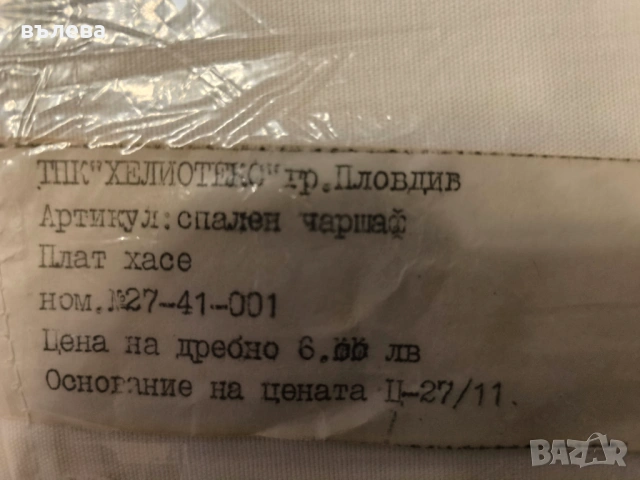 вълова
ТПК"ХЕЛИОТЕКС"гр.Пловдив
Артикул:спален чаршаф
Плат хасе
ном.№27-41-001
Цена на дребно 6.00 лв
Основание на цената Ц-27/11.
BAZAR